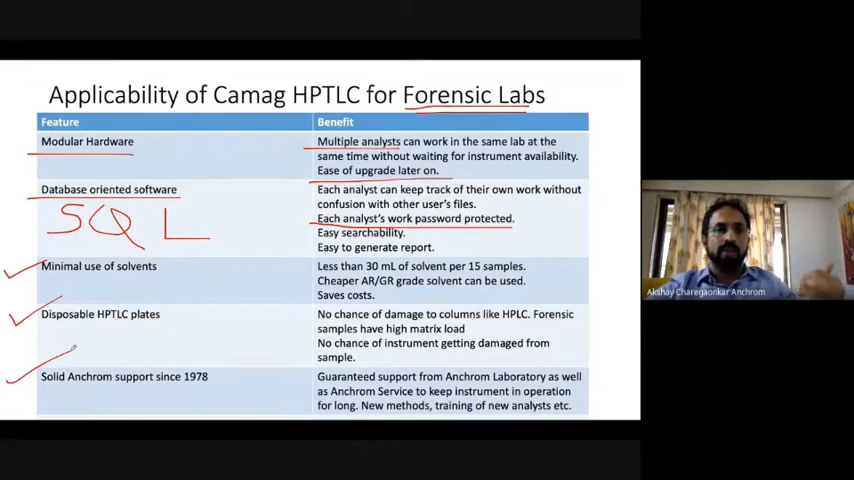 Applicability of Camag HPTLC for Forensic Labs
Feature
Benefit
Modular Hardware
Multiple analysts can work in the same lab at the
same time without waiting for instrument availability.
Ease of upgrade later on.
Database oriented software
SQL
Each analyst can keep track of their own work without
confusion with other user's files.
Each analyst's work password protected.
Easy searchability.
Easy to generate report.
Minimal use of solvents
Less than 30 mL of solvent per 15 samples.
Cheaper AR/GR grade solvent can be used.
Saves costs.
Disposable HPTLC plates
No chance of damage to columns like HPLC. Forensic
samples have high matrix load
No chance of instrument getting damaged from
sample.
Solid Anchrom support since 1978
Guaranteed support from Anchrom Laboratory as well
as Anchrom Service to keep instrument in operation
for long. New methods, training of new analysts etc.
Akshay Charegaonkar Anchrom